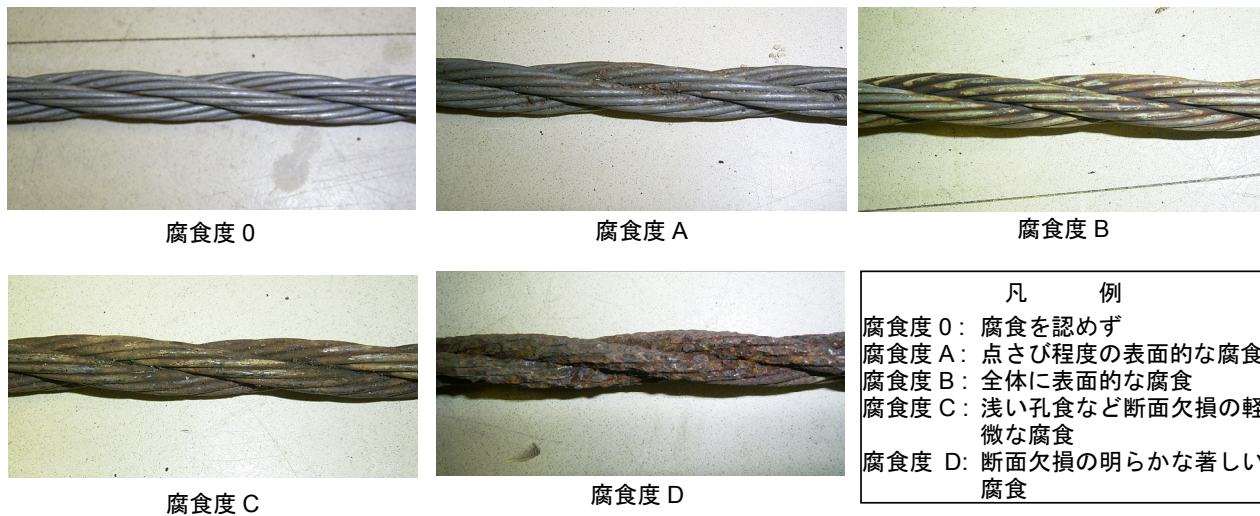 腐食度 0
腐食度 A
腐食度 B
腐食度 C
腐食度 D
凡　　例
腐食度 0 : 腐食を認めず
腐食度 A : 点さび程度の表面的な腐食
腐食度 B : 全体に表面的な腐食
腐食度 C : 浅い孔食など断面欠損の軽
微な腐食
腐食度 D: 断面欠損の明らかな著しい
腐食